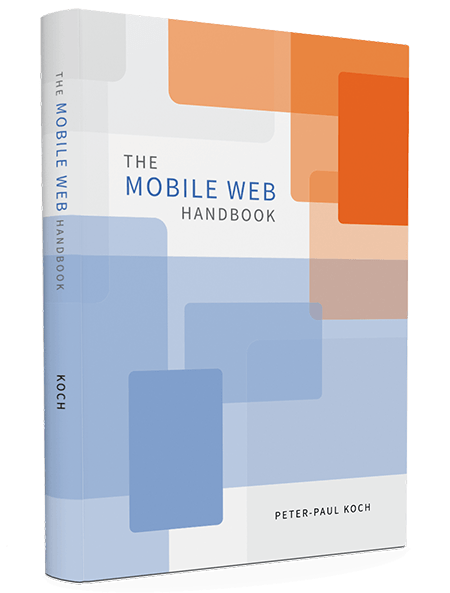 THE MOBILE WEB HANDBOOK
KOCH
THE
MOBILE WEB
HANDBOOK
PETER-PAUL KOCH